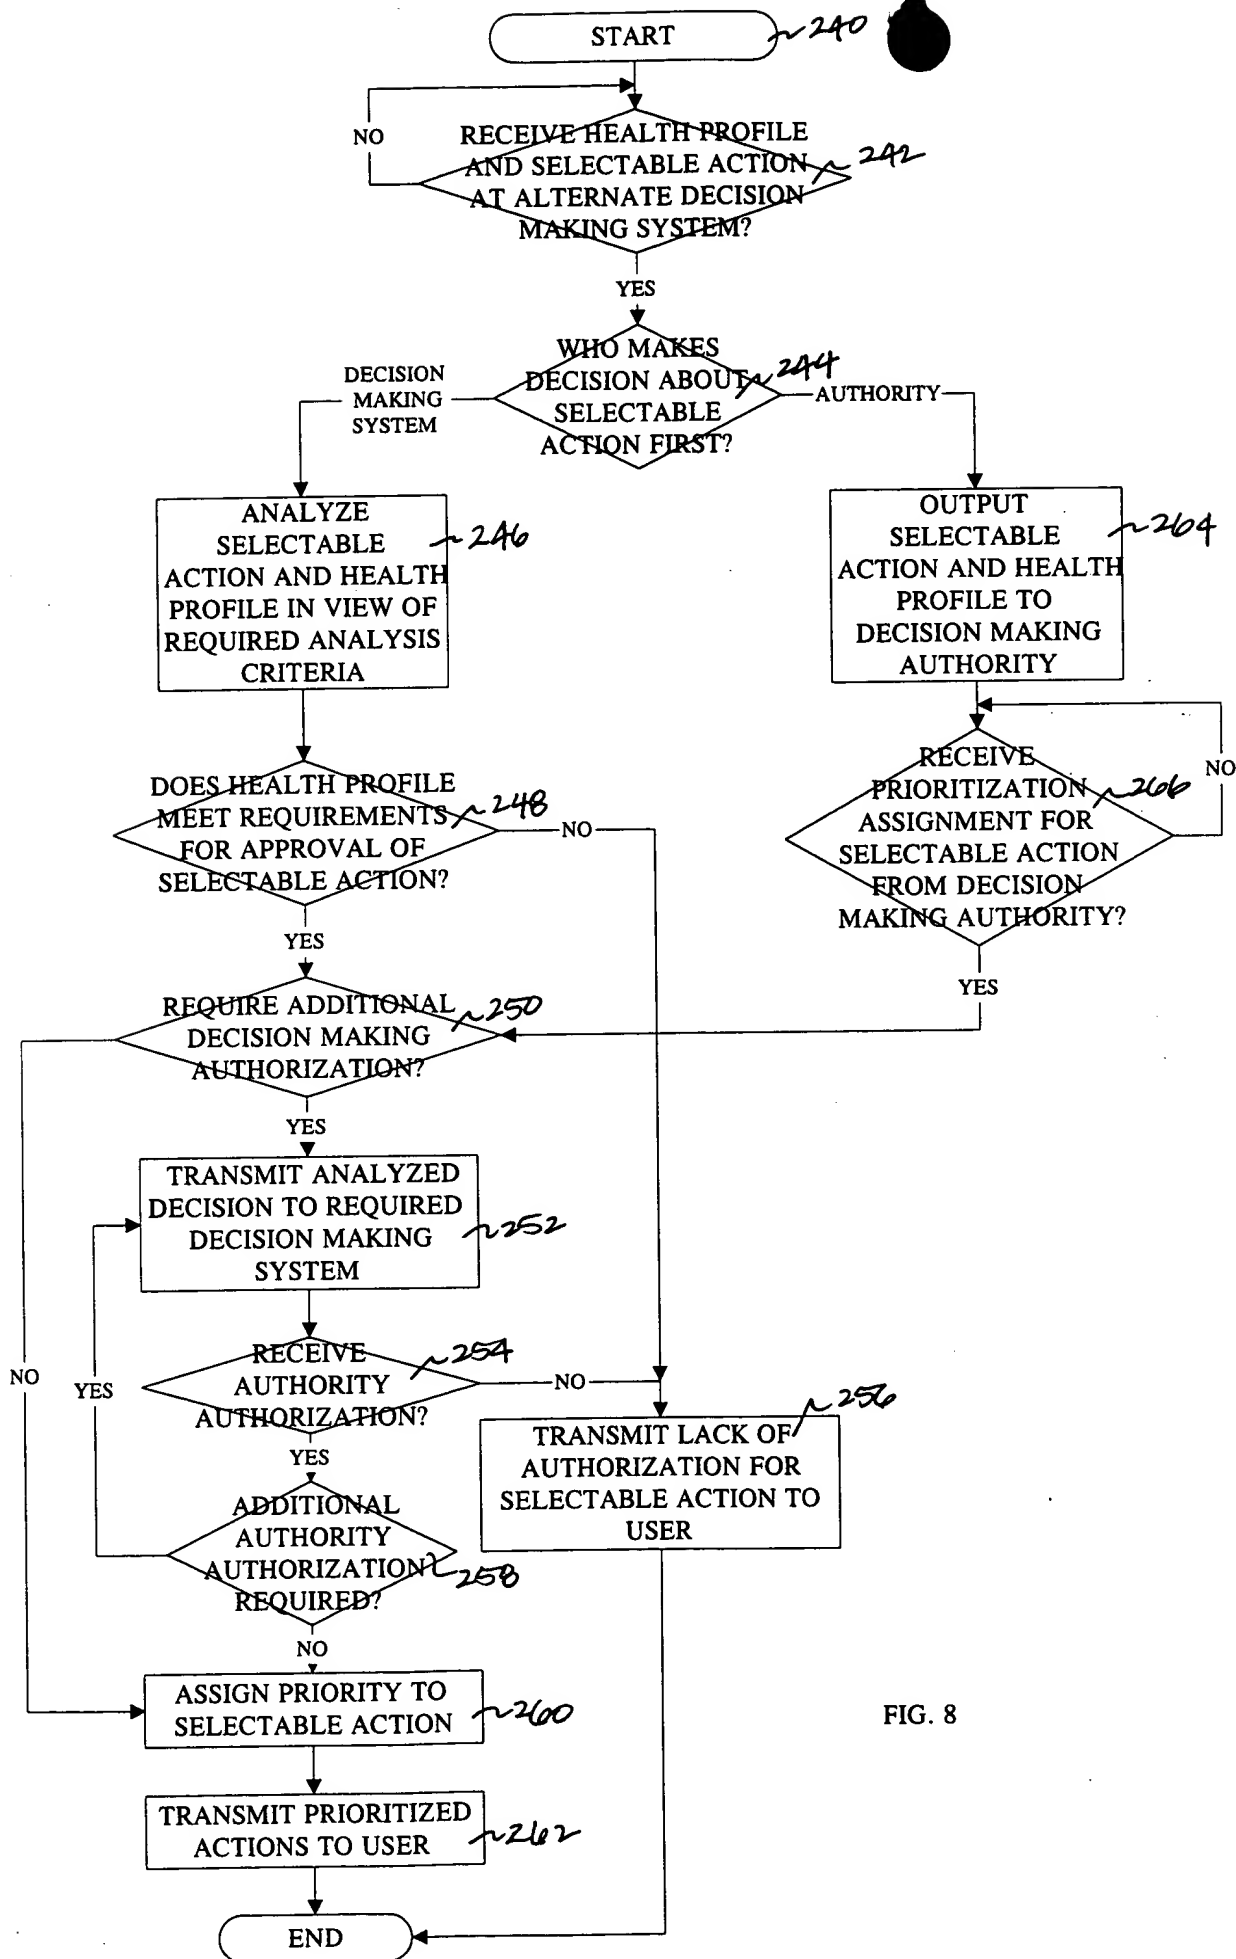 START
240
NO
RECEIVE HEALTH PROFILE
AND SELECTABLE ACTION
AT ALTERNATE DECISION
MAKING SYSTEM?
242
YES
WHO MAKES
DECISION ABOUT
SELECTABLE
ACTION FIRST?
244
DECISION
MAKING
SYSTEM
AUTHORITY
ANALYZE
SELECTABLE
ACTION AND HEALTH
PROFILE IN VIEW OF
REQUIRED ANALYSIS
CRITERIA
246
OUTPUT
SELECTABLE
ACTION AND HEALTH
PROFILE TO
DECISION MAKING
AUTHORITY
264
DOES HEALTH PROFILE
MEET REQUIREMENTS
FOR APPROVAL OF
SELECTABLE ACTION?
248
NO
RECEIVE
PRIORITIZATION
ASSIGNMENT FOR
SELECTABLE ACTION
FROM DECISION
MAKING AUTHORITY?
266
NO
YES
YES
REQUIRE ADDITIONAL
DECISION MAKING
AUTHORIZATION?
250
YES
TRANSMIT ANALYZED
DECISION TO REQUIRED
DECISION MAKING
SYSTEM
252
NO
YES
RECEIVE
AUTHORITY
AUTHORIZATION?
254
NO
TRANSMIT LACK OF
AUTHORIZATION FOR
SELECTABLE ACTION TO
USER
256
YES
ADDITIONAL
AUTHORITY
AUTHORIZATION
REQUIRED?
258
NO
ASSIGN PRIORITY TO
SELECTABLE ACTION
260
FIG. 8
TRANSMIT PRIORITIZED
ACTIONS TO USER
262
END